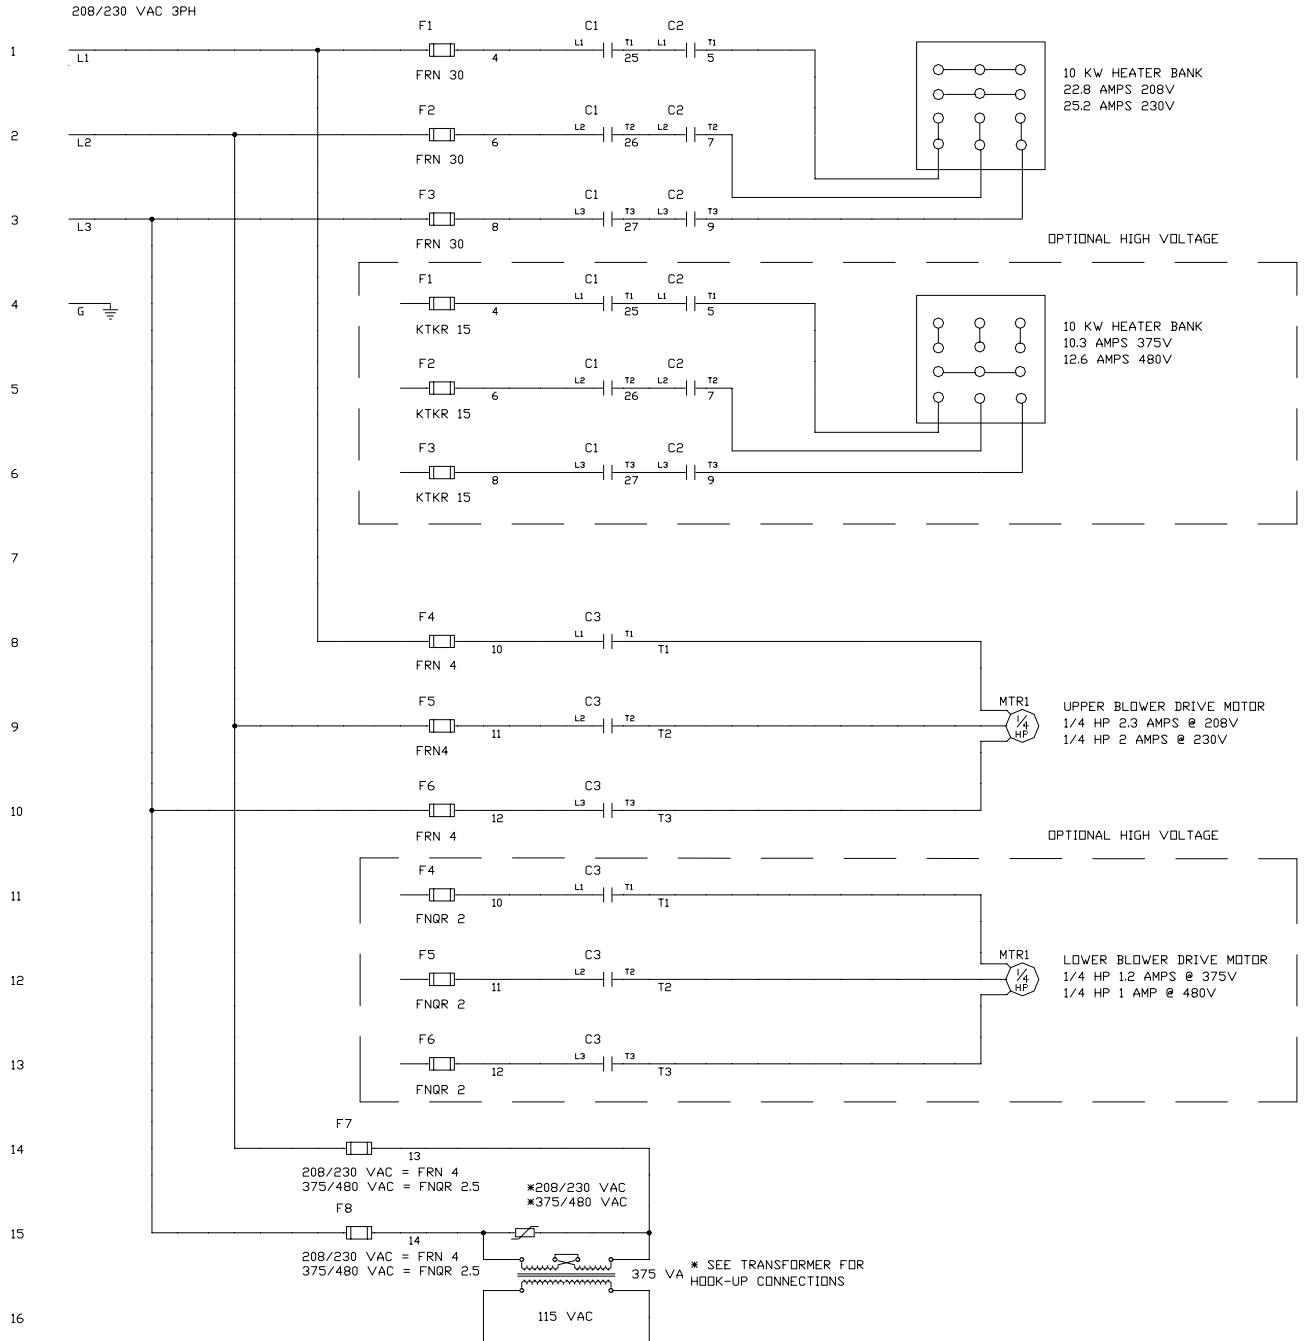 208/230 VAC 3PH
F1 C1 C2
1 L1 4 L1 T1 25 L1 T1 5
FRN 30
10 KW HEATER BANK
22.8 AMPS 208V
25.2 AMPS 230V
F2 C1 C2
2 L2 6 L2 T2 26 L2 T2 7
FRN 30
F3 C1 C2
3 L3 8 L3 T3 27 L3 T3 9
FRN 30
OPTIONAL HIGH VOLTAGE
F1 C1 C2
4 G 4 L1 T1 25 L1 T1 5
KTKR 15
10 KW HEATER BANK
10.3 AMPS 375V
12.6 AMPS 480V
F2 C1 C2
5 6 L2 T2 26 L2 T2 7
KTKR 15
F3 C1 C2
6 8 L3 T3 27 L3 T3 9
KTKR 15
7
F4 C3
8 10 L1 T1 T1
FRN 4
F5 C3 MTR1
9 11 L2 T2 T2 1/4 HP
FRN4
UPPER BLOWER DRIVE MOTOR
1/4 HP 2.3 AMPS @ 208V
1/4 HP 2 AMPS @ 230V
F6 C3
10 12 L3 T3 T3
FRN 4
OPTIONAL HIGH VOLTAGE
F4 C3
11 10 L1 T1 T1
FNQR 2
F5 C3 MTR1
12 11 L2 T2 T2 1/4 HP
FNQR 2
LOWER BLOWER DRIVE MOTOR
1/4 HP 1.2 AMPS @ 375V
1/4 HP 1 AMP @ 480V
F6 C3
13 12 L3 T3 T3
FNQR 2
F7
14 13
208/230 VAC = FRN 4
375/480 VAC = FNQR 2.5
*208/230 VAC
*375/480 VAC
F8
15 14
208/230 VAC = FRN 4
375/480 VAC = FNQR 2.5
375 VA
* SEE TRANSFORMER FOR
HOOK-UP CONNECTIONS
16 115 VAC